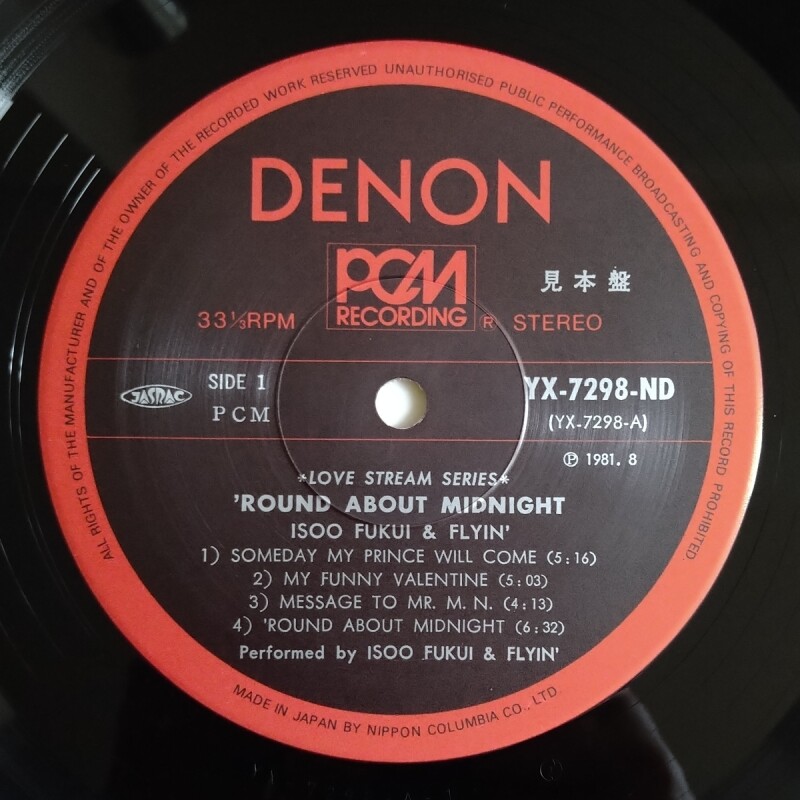 ALL RIGHTS OF THE MANUFACTURER AND OF THE OWNER OF THE RECORDED WORK RESERVED UNAUTHORISED PUBLIC PERFORMANCE BROADCASTING AND COPYING OF THIS RECORD PROHIBITED.
DENON
PCM
RECORDING
見本盤
33⅓RPM
® STEREO
JASRAC
SIDE 1
PCM
YX-7298-ND
(YX-7298-A)
℗ 1981. 8
*LOVE STREAM SERIES*
'ROUND ABOUT MIDNIGHT
ISOO FUKUI & FLYIN'
1) SOMEDAY MY PRINCE WILL COME (5:16)
2) MY FUNNY VALENTINE (5:03)
3) MESSAGE TO MR. M. N. (4:13)
4) 'ROUND ABOUT MIDNIGHT (6:32)
Performed by ISOO FUKUI & FLYIN'
MADE IN JAPAN BY NIPPON COLUMBIA CO., LTD.